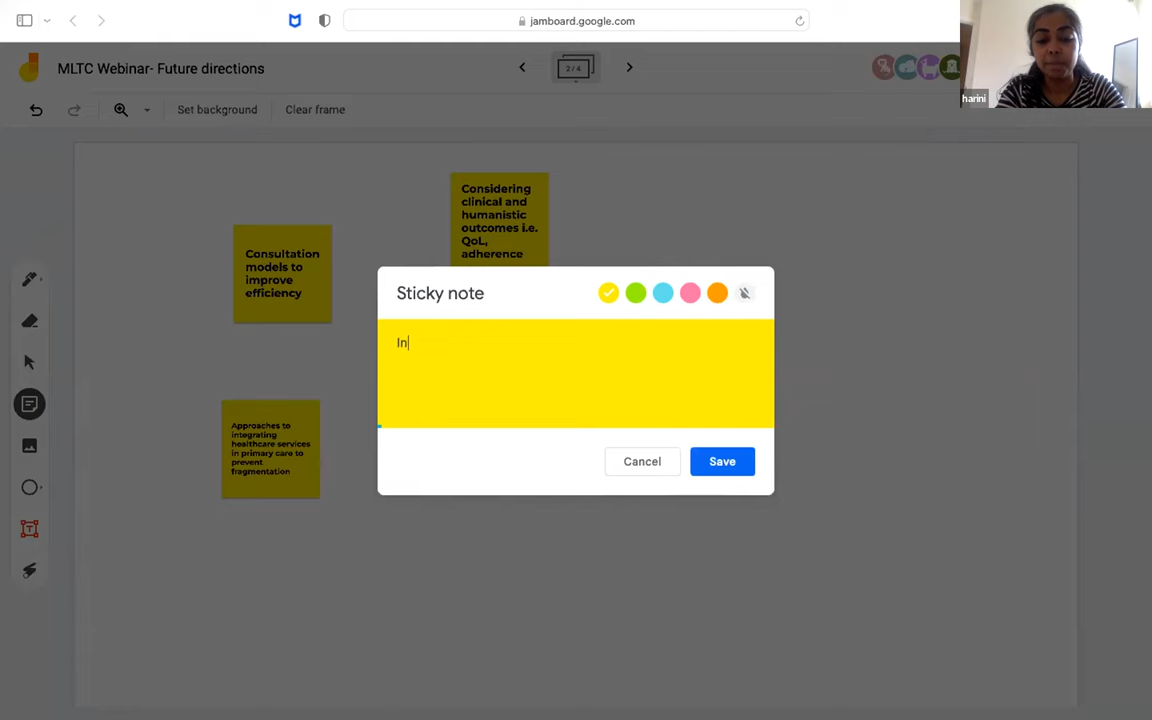 jamboard.google.com
MLTC Webinar- Future directions
2/4
Set background
Clear frame
harini
Considering
clinical and
humanistic
outcomes i.e.
QoL,
adherence
Consultation
models to
improve
efficiency
Sticky note
In
Cancel
Save
Approaches to
integrating
healthcare services
in primary care to
prevent
fragmentation
T